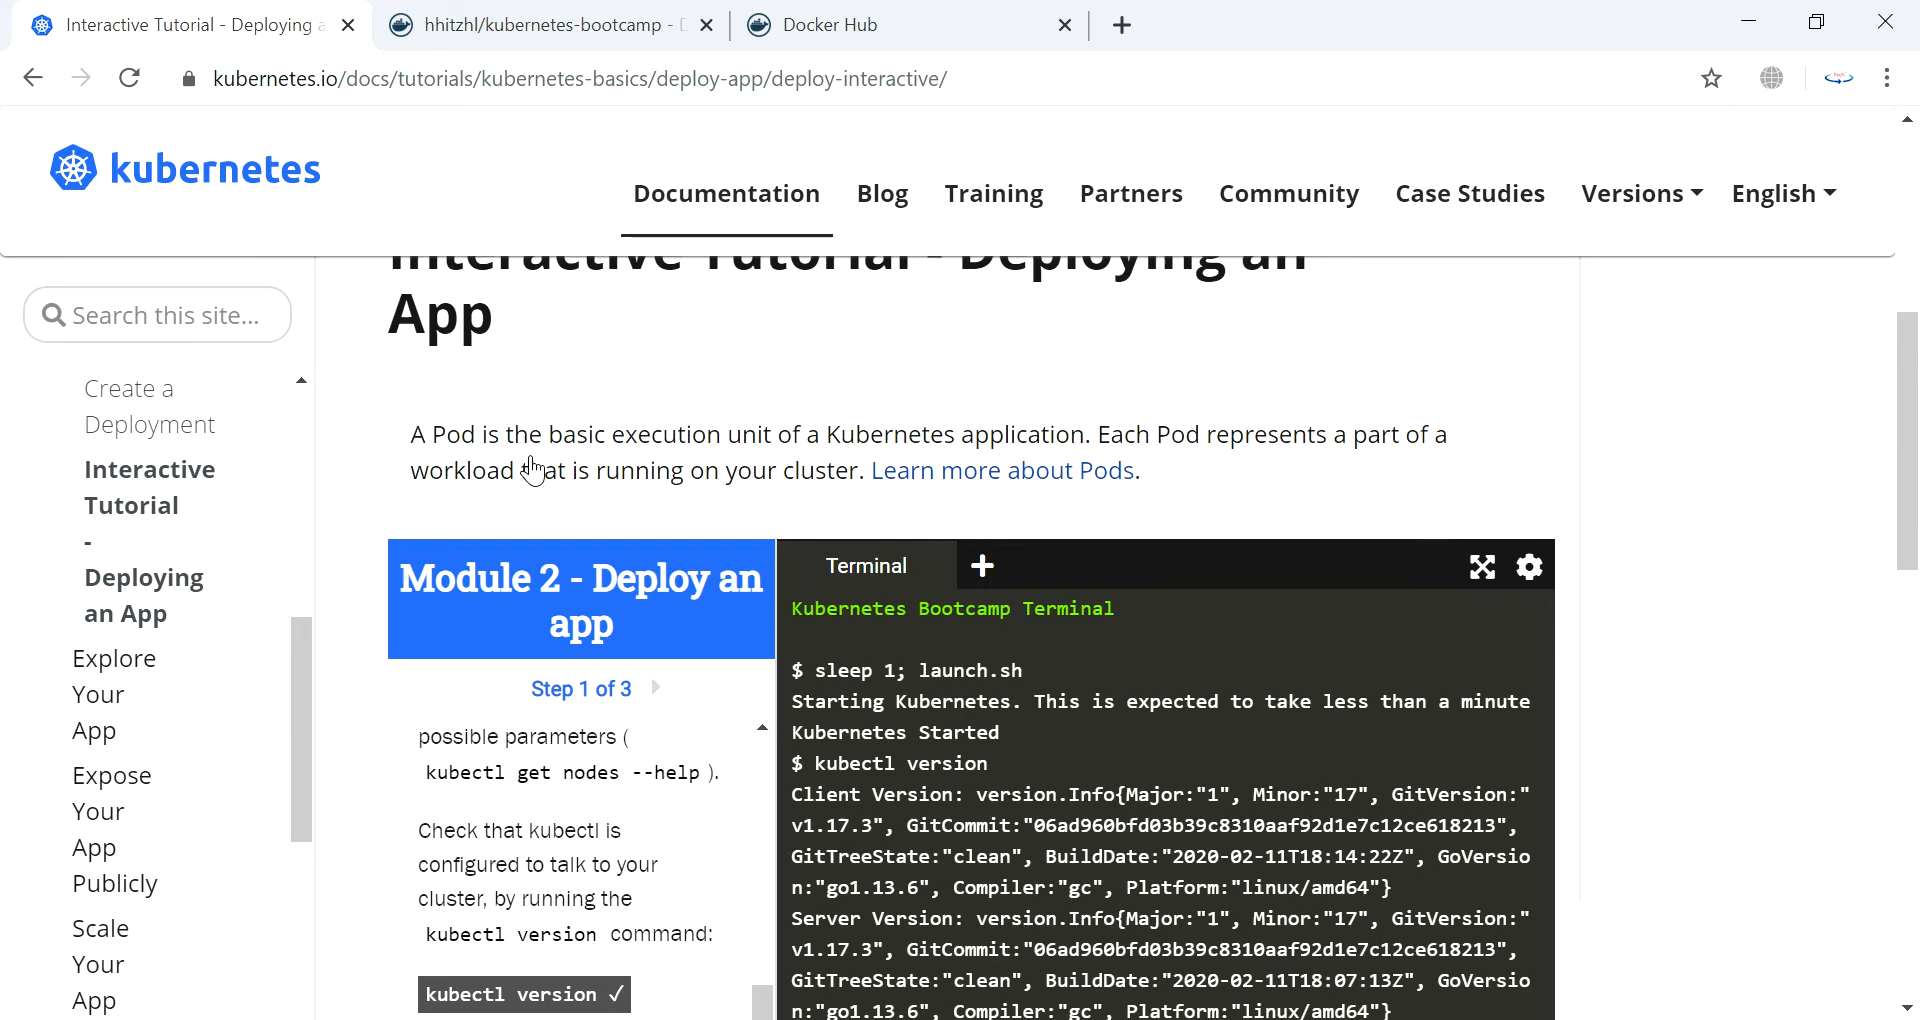 Interactive Tutorial - Deploying a
hhitzhl/kubernetes-bootcamp - D
Docker Hub
kubernetes.io/docs/tutorials/kubernetes-basics/deploy-app/deploy-interactive/
kubernetes
Documentation Blog Training Partners Community Case Studies Versions English
Search this site...
Create a
Deployment
Interactive
Tutorial
-
Deploying
an App
Explore
Your
App
Expose
Your
App
Publicly
Scale
Your
App
Interactive Tutorial - Deploying an
App
A Pod is the basic execution unit of a Kubernetes application. Each Pod represents a part of a
workload that is running on your cluster. Learn more about Pods.
Module 2 - Deploy an
app
Step 1 of 3
possible parameters (
kubectl get nodes --help ).
Check that kubectl is
configured to talk to your
cluster, by running the
kubectl version command:
kubectl version ✓
Terminal
Kubernetes Bootcamp Terminal
$ sleep 1; launch.sh
Starting Kubernetes. This is expected to take less than a minute
Kubernetes Started
$ kubectl version
Client Version: version.Info{Major:"1", Minor:"17", GitVersion:"
v1.17.3", GitCommit:"06ad960bfd03b39c8310aaf92d1e7c12ce618213",
GitTreeState:"clean", BuildDate:"2020-02-11T18:14:22Z", GoVersio
n:"go1.13.6", Compiler:"gc", Platform:"linux/amd64"}
Server Version: version.Info{Major:"1", Minor:"17", GitVersion:"
v1.17.3", GitCommit:"06ad960bfd03b39c8310aaf92d1e7c12ce618213",
GitTreeState:"clean", BuildDate:"2020-02-11T18:07:13Z", GoVersio
n:"go1.13.6", Compiler:"gc", Platform:"linux/amd64"}